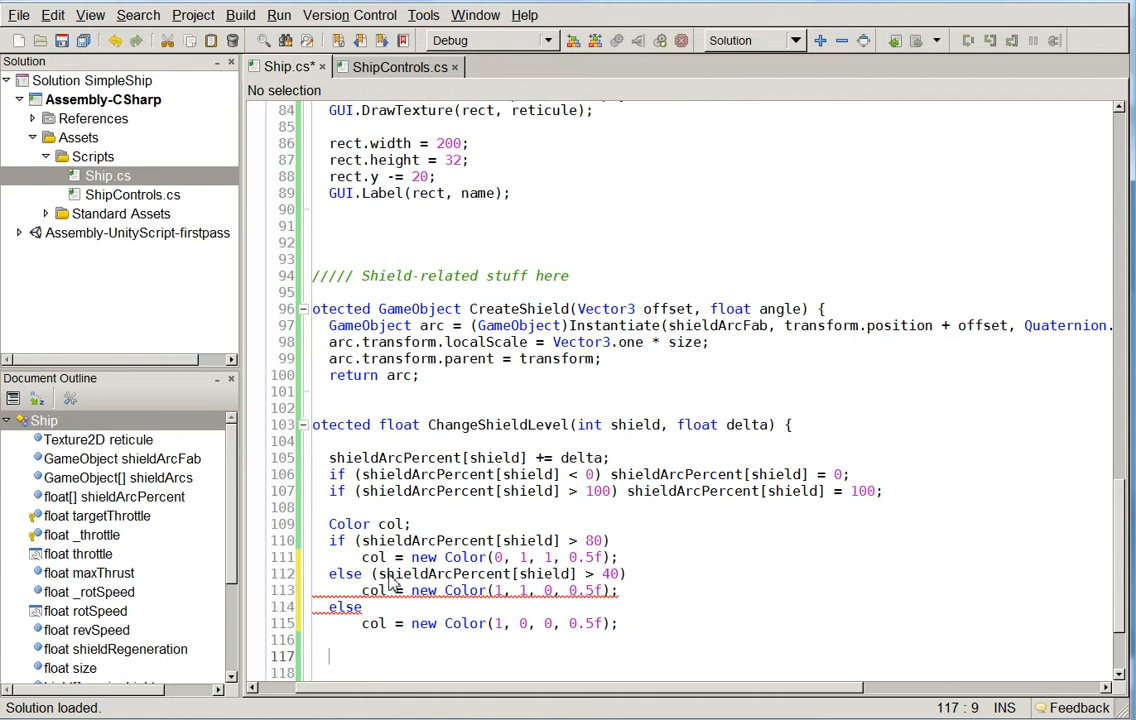 File Edit View Search Project Build Run Version Control Tools Window Help
Debug Solution
Solution
Solution SimpleShip
Assembly-CSharp
References
Assets
Scripts
Ship.cs
ShipControls.cs
Standard Assets
Assembly-UnityScript-firstpass
Document Outline
Ship
Texture2D reticule
GameObject shieldArcFab
GameObject[] shieldArcs
float[] shieldArcPercent
float targetThrottle
float _throttle
float throttle
float maxThrust
float _rotSpeed
float rotSpeed
float revSpeed
float shieldRegeneration
float size
Ship.cs* × ShipControls.cs ×
No selection
84 GUI.DrawTexture(rect, reticule);
85
86 rect.width = 200;
87 rect.height = 32;
88 rect.y -= 20;
89 GUI.Label(rect, name);
90
91
92
93
94 ///// Shield-related stuff here
95
96 otected GameObject CreateShield(Vector3 offset, float angle) {
97 GameObject arc = (GameObject)Instantiate(shieldArcFab, transform.position + offset, Quaternion.
98 arc.transform.localScale = Vector3.one * size;
99 arc.transform.parent = transform;
100 return arc;
101
102
103 otected float ChangeShieldLevel(int shield, float delta) {
104
105 shieldArcPercent[shield] += delta;
106 if (shieldArcPercent[shield] < 0) shieldArcPercent[shield] = 0;
107 if (shieldArcPercent[shield] > 100) shieldArcPercent[shield] = 100;
108
109 Color col;
110 if (shieldArcPercent[shield] > 80)
111 col = new Color(0, 1, 1, 0.5f);
112 else (shieldArcPercent[shield] > 40)
113 col = new Color(1, 1, 0, 0.5f);
114 else
115 col = new Color(1, 0, 0, 0.5f);
116
117
118
Solution loaded. 117 : 9 INS Feedback